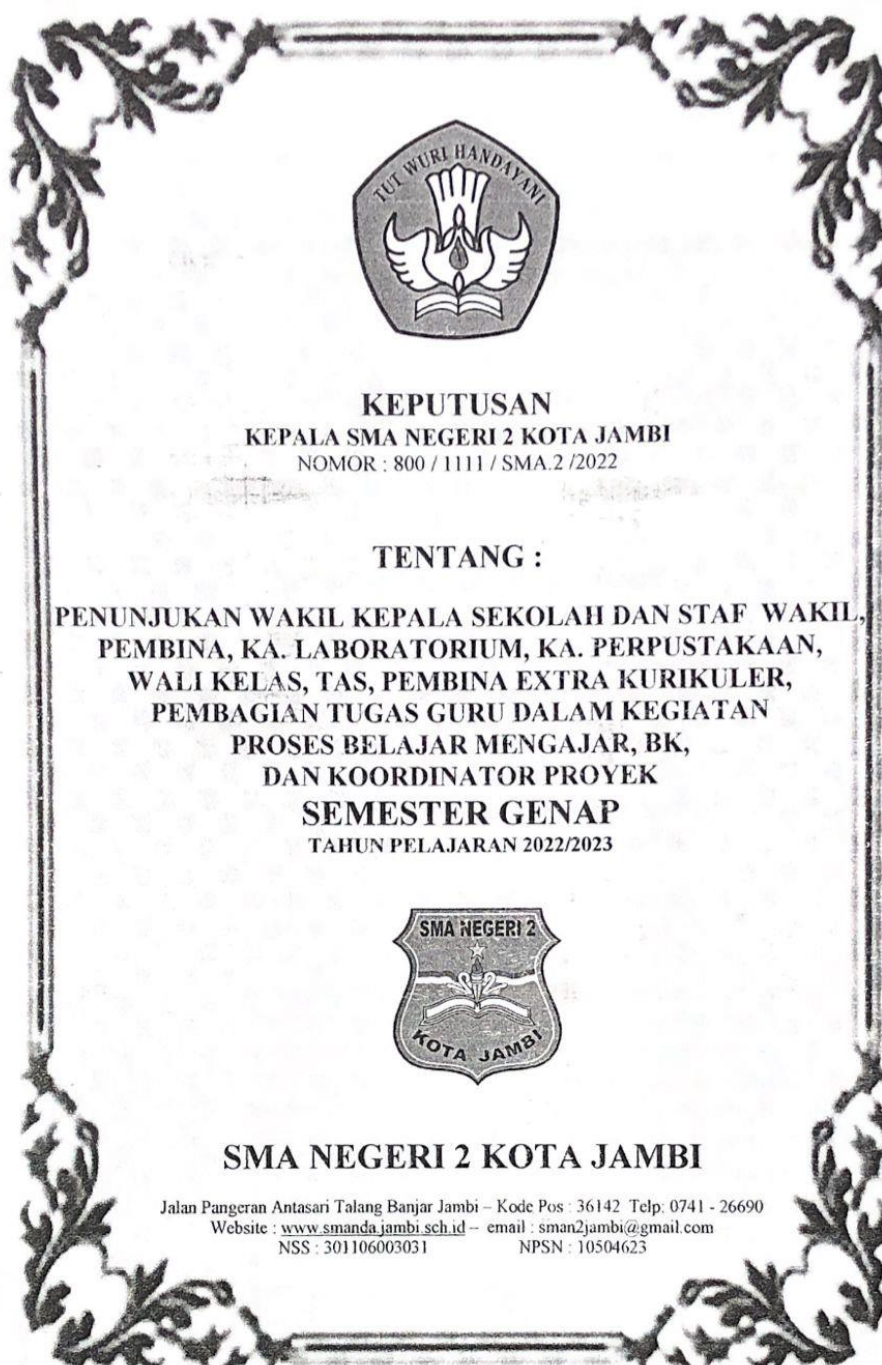 TUT WURI HANDAYANI
KEPUTUSAN
KEPALA SMA NEGERI 2 KOTA JAMBI
NOMOR : 800 / 1111 / SMA.2 /2022
TENTANG :
PENUNJUKAN WAKIL KEPALA SEKOLAH DAN STAF WAKIL,
PEMBINA, KA. LABORATORIUM, KA. PERPUSTAKAAN,
WALI KELAS, TAS, PEMBINA EXTRA KURIKULER,
PEMBAGIAN TUGAS GURU DALAM KEGIATAN
PROSES BELAJAR MENGAJAR, BK,
DAN KOORDINATOR PROYEK
SEMESTER GENAP
TAHUN PELAJARAN 2022/2023
SMA NEGERI 2
KOTA JAMBI
SMA NEGERI 2 KOTA JAMBI
Jalan Pangeran Antasari Talang Banjar Jambi – Kode Pos : 36142 Telp: 0741 - 26690
Website : www.smanda.jambi.sch.id – email : sman2jambi@gmail.com
NSS : 301106003031 NPSN : 10504623